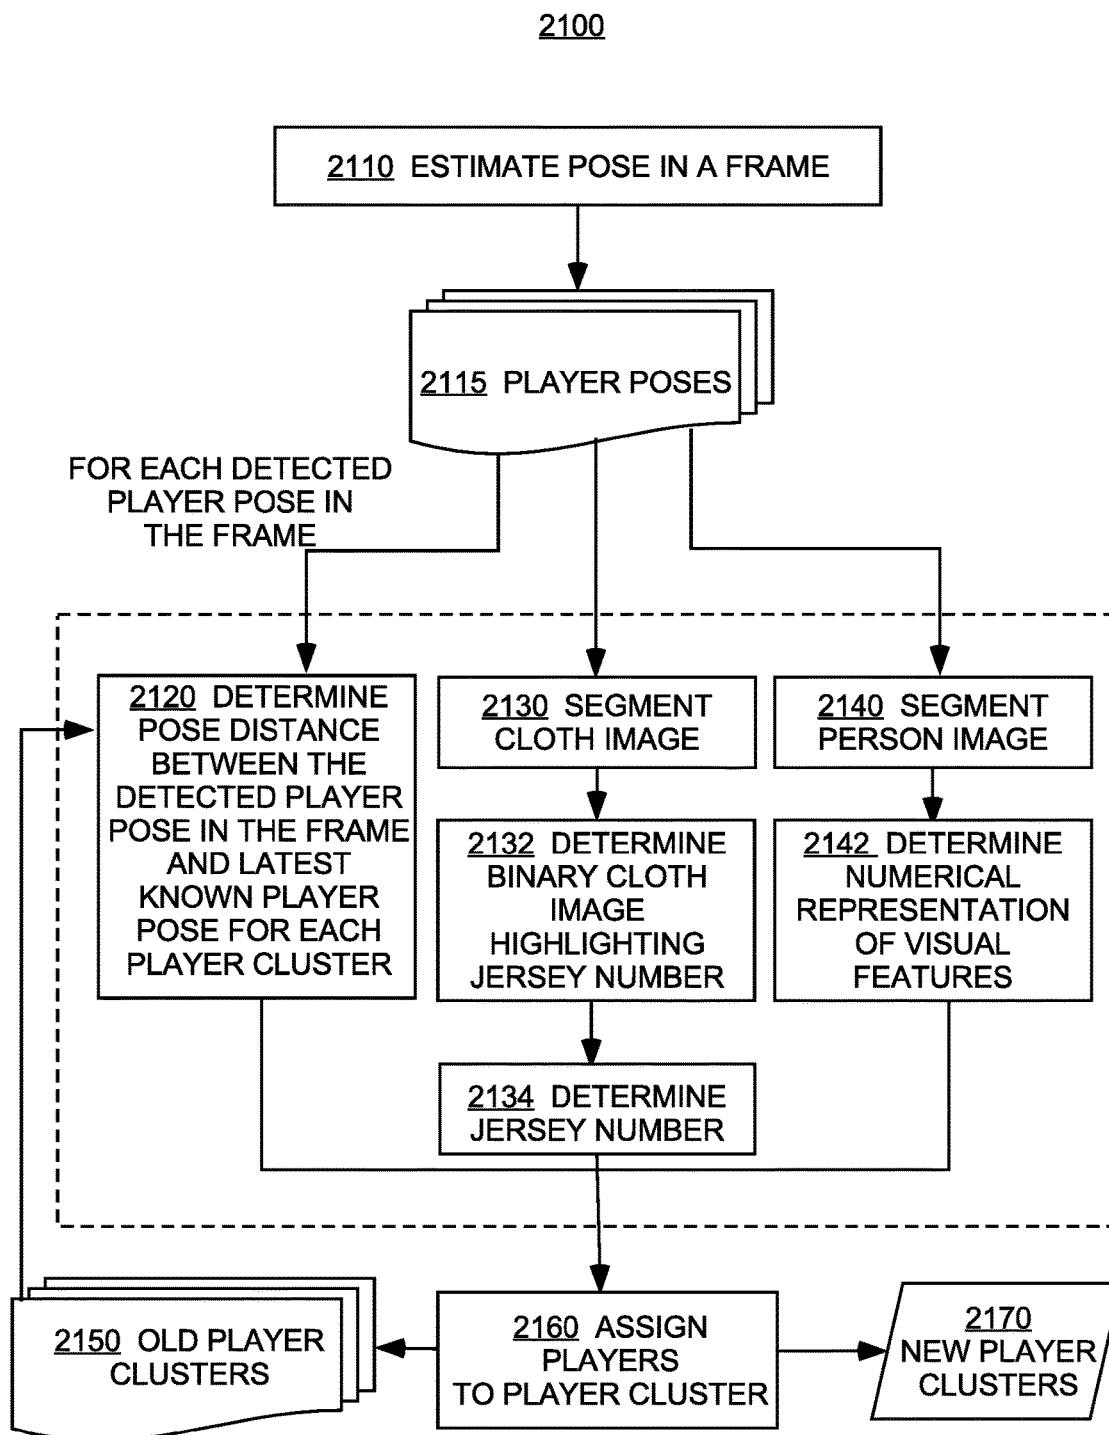 2100
2110 ESTIMATE POSE IN A FRAME
2115 PLAYER POSES
FOR EACH DETECTED
PLAYER POSE IN
THE FRAME
2120 DETERMINE
POSE DISTANCE
BETWEEN THE
DETECTED PLAYER
POSE IN THE FRAME
AND LATEST
KNOWN PLAYER
POSE FOR EACH
PLAYER CLUSTER
2130 SEGMENT
CLOTH IMAGE
2140 SEGMENT
PERSON IMAGE
2132 DETERMINE
BINARY CLOTH
IMAGE
HIGHLIGHTING
JERSEY NUMBER
2142 DETERMINE
NUMERICAL
REPRESENTATION
OF VISUAL
FEATURES
2134 DETERMINE
JERSEY NUMBER
2150 OLD PLAYER
CLUSTERS
2160 ASSIGN
PLAYERS
TO PLAYER CLUSTER
2170
NEW PLAYER
CLUSTERS